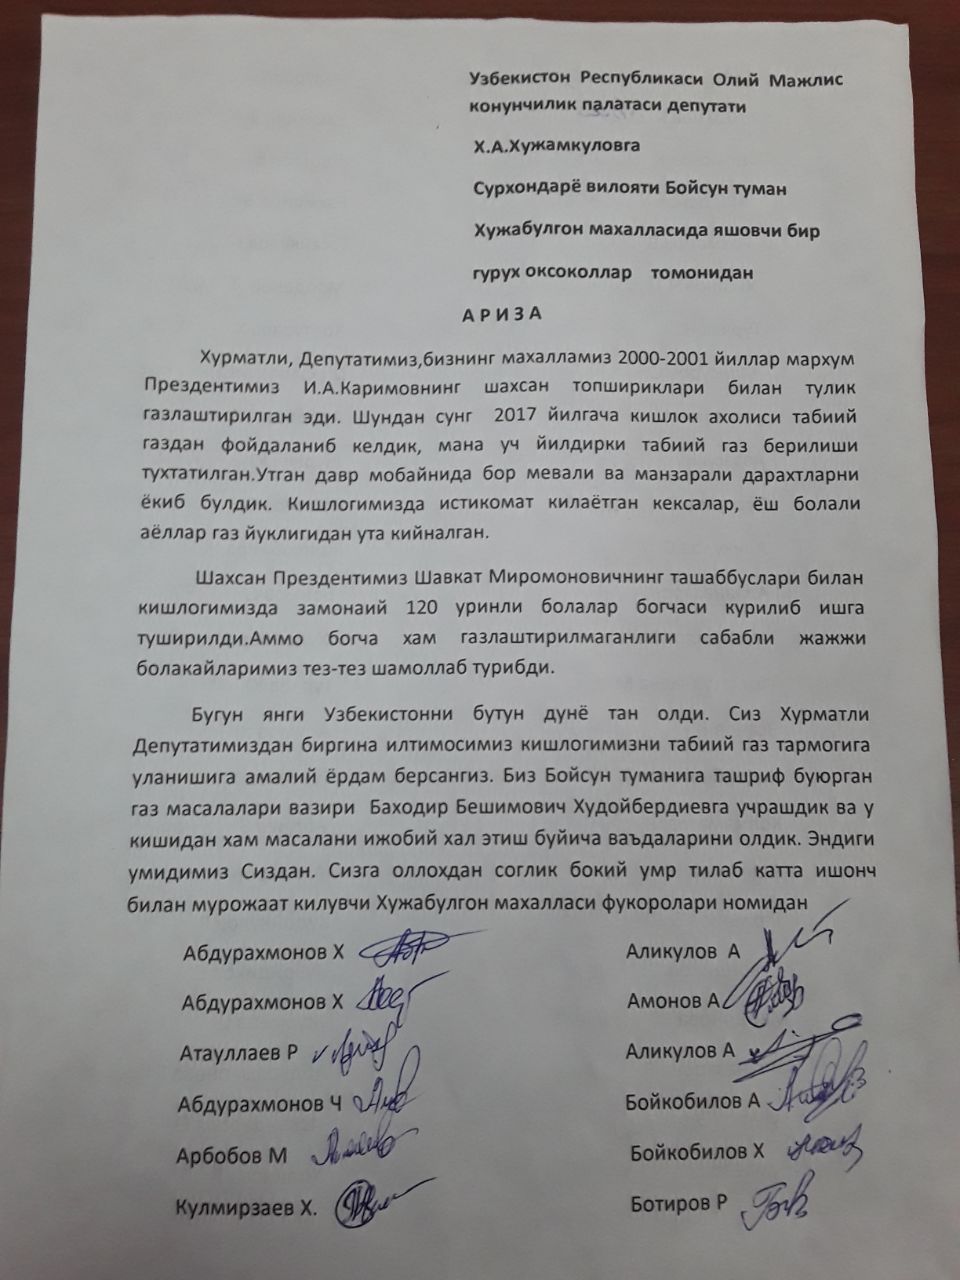 Узбекистон Республикаси Олий Мажлис
конунчилик палатаси депутати
Х.А.Хужамкуловга
Сурхондарё вилояти Бойсун туман
Хужабулгон махалласида яшовчи бир
гурух оксоколлар томонидан
А Р И З А
Хурматли, Депутатимиз,бизнинг махалламиз 2000-2001 йиллар мархум
Президентимиз И.А.Каримовнинг шахсан топшириклари билан тулик
газлаштирилган эди. Шундан сунг 2017 йилгача кишлок ахолиси табиий
газдан фойдаланиб келдик, мана уч йилдирки табиий газ берилиши
тухтатилган.Утган давр мобайнида бор мевали ва манзарали дарахтларни
ёкиб булдик. Кишлогимизда истикомат килаётган кексалар, ёш болали
аёллар газ йуклигидан ута кийналган.
Шахсан Президентимиз Шавкат Миромоновичнинг ташаббуслари билан
кишлогимизда замонаий 120 уринли болалар богчаси курилиб ишга
туширилди.Аммо богча хам газлаштирилмаганлиги сабабли жажжи
болакайларимиз тез-тез шамоллаб турибди.
Бугун янги Узбекистонни бутун дунё тан олди. Сиз Хурматли
Депутатимиздан биргина илтимосимиз кишлогимизни табиий газ тармогига
уланишига амалий ёрдам берсангиз. Биз Бойсун туманига ташриф буюрган
газ масалалари вазири Баходир Бешимович Худойбердиевга учрашдик ва у
кишидан хам масалани ижобий хал этиш буйича ваъдаларини олдик. Эндиги
умидимиз Сиздан. Сизга оллохдан соглик бокий умр тилаб катта ишонч
билан мурожаат килувчи Хужабулгон махалласи фукоролари номидан
Абдурахмонов Х Аликулов А
Абдурахмонов Х Амонов А
Атауллаев Р Аликулов А
Абдурахмонов Ч Бойкобилов А
Арбобов М Бойкобилов Х
Кулмирзаев Х. Ботиров Р